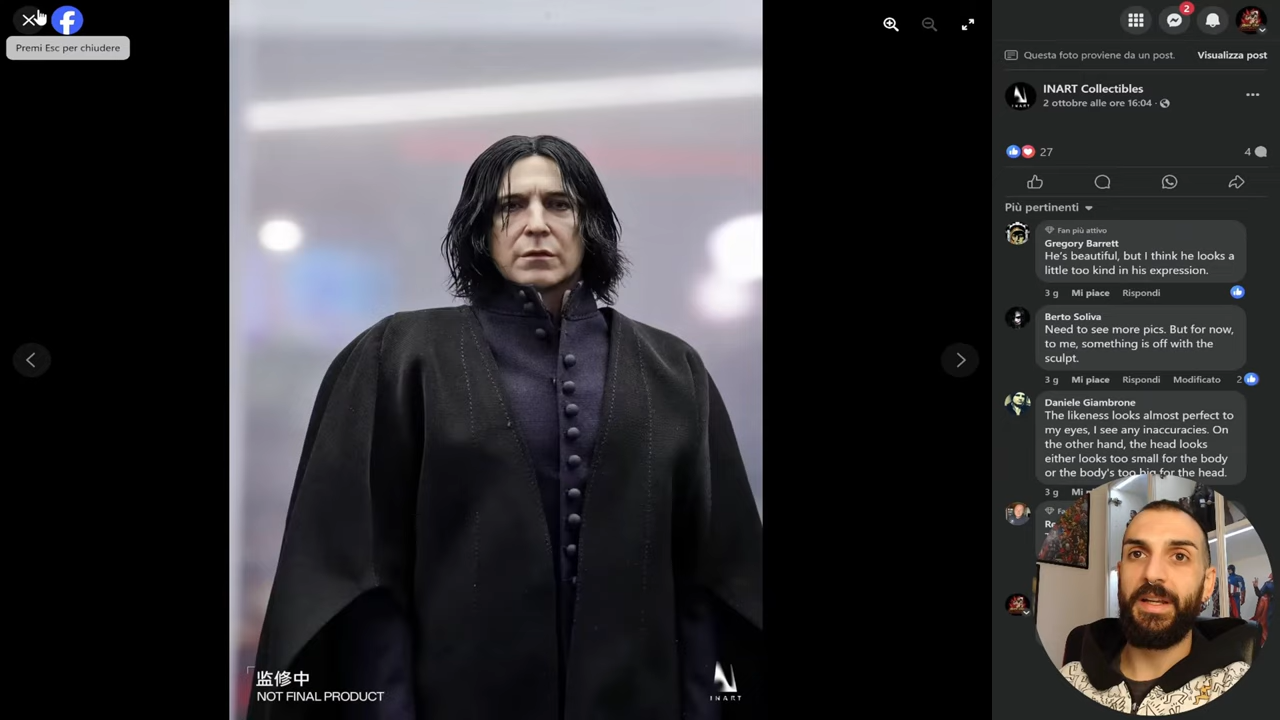 Premi Esc per chiudere
2
Questa foto proviene da un post.
Visualizza post
INART Collectibles
2 ottobre alle ore 16:04
27
4
Più pertinenti
Fan più attivo
Gregory Barrett
He's beautiful, but I think he looks a
little too kind in his expression.
3 g Mi piace Rispondi
Berto Soliva
Need to see more pics. But for now,
to me, something is off with the
sculpt.
3 g Mi piace Rispondi Modificato 2
Daniele Giambrone
The likeness looks almost perfect to
my eyes, I see any inaccuracies. On
the other hand, the head looks
either looks too small for the body
or the body's too big for the head.
3 g
监修中
NOT FINAL PRODUCT
INART